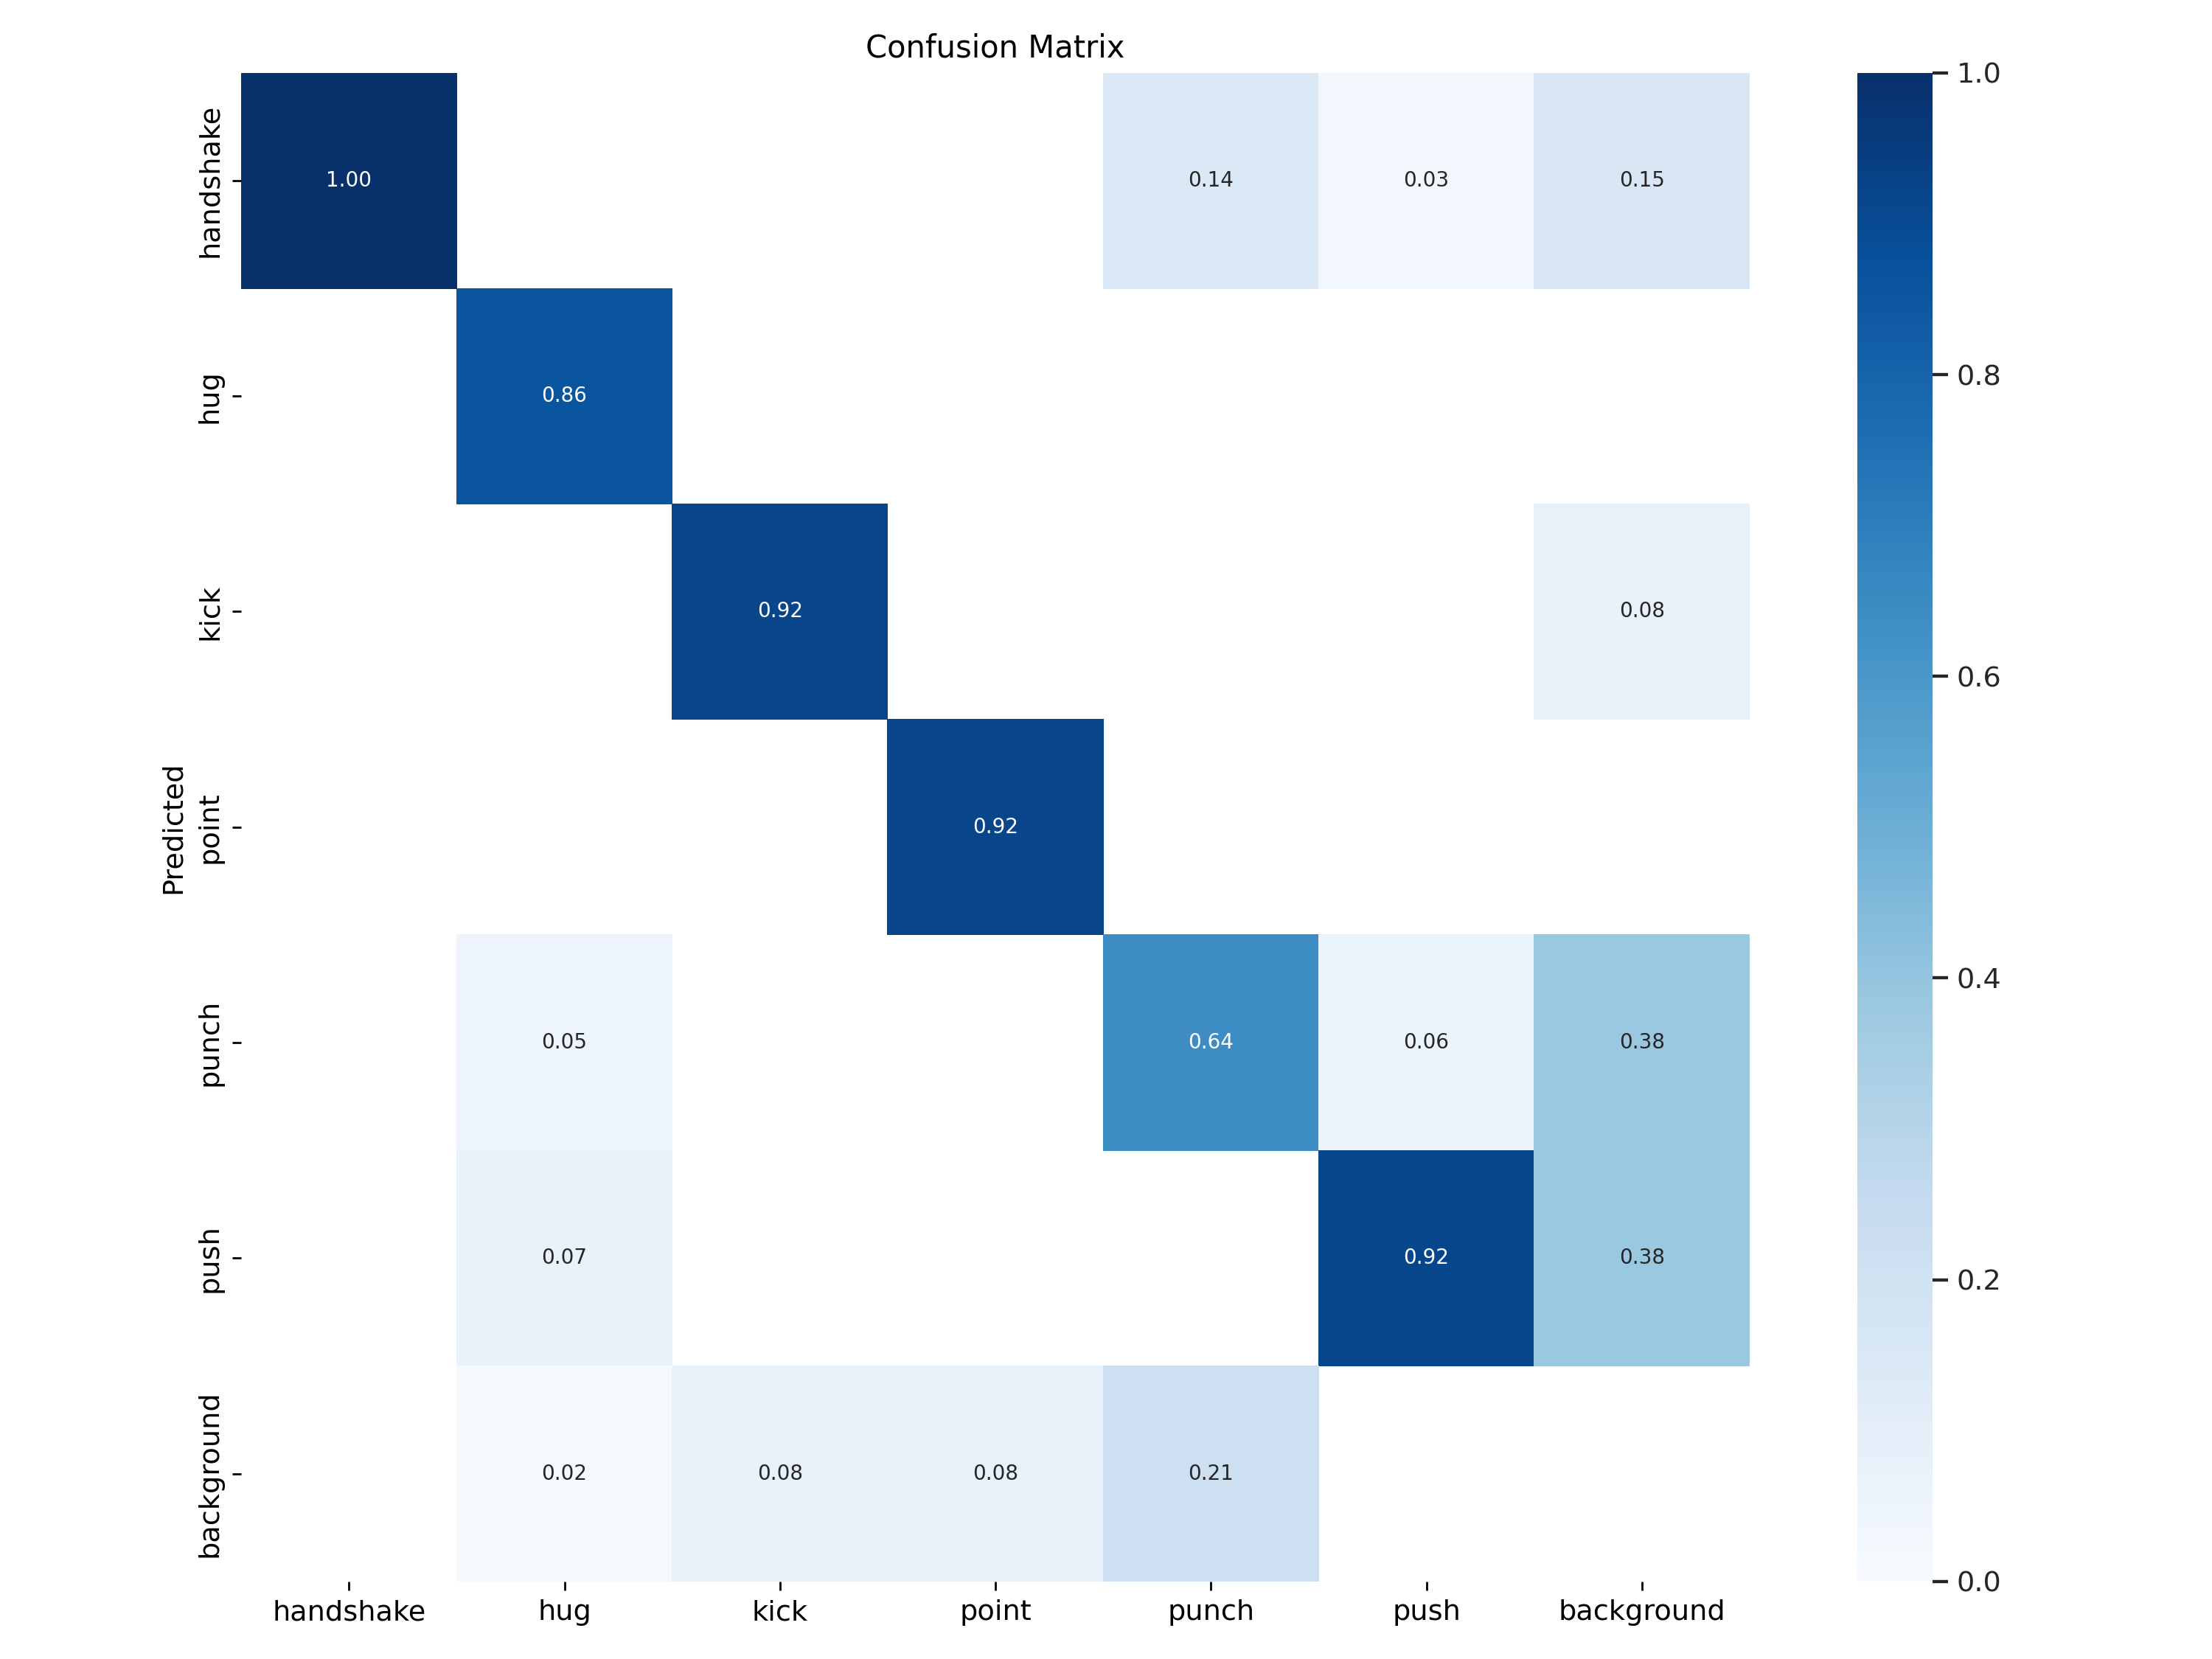 Confusion Matrix
handshake
hug
kick
point
punch
push
background
Predicted
1.00
0.14
0.03
0.15
0.86
0.92
0.08
0.92
0.05
0.64
0.06
0.38
0.07
0.92
0.38
0.02
0.08
0.08
0.21
handshake
hug
kick
point
punch
push
background
1.0
0.8
0.6
0.4
0.2
0.0